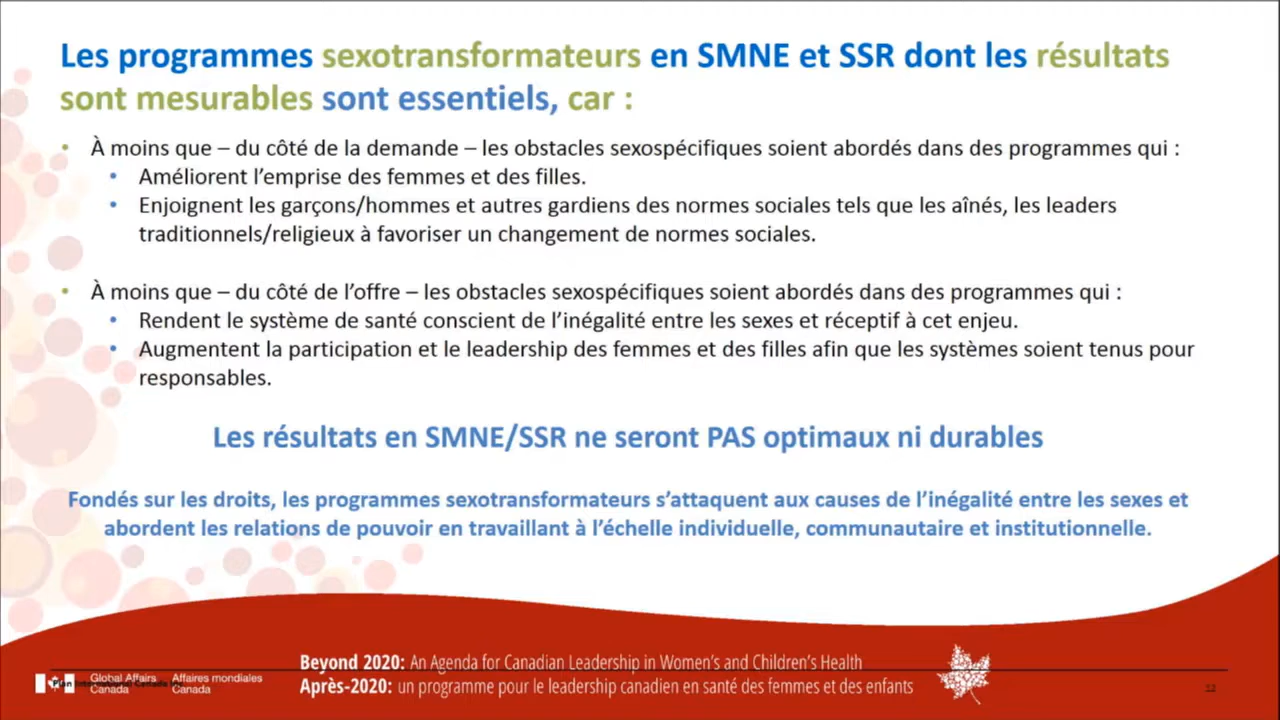 Les programmes sexotransformateurs en SMNE et SSR dont les résultats
sont mesurables sont essentiels, car :
• À moins que – du côté de la demande – les obstacles sexospécifiques soient abordés dans des programmes qui :
• Améliorent l’emprise des femmes et des filles.
• Enjoignent les garçons/hommes et autres gardiens des normes sociales tels que les aînés, les leaders
traditionnels/religieux à favoriser un changement de normes sociales.
• À moins que – du côté de l’offre – les obstacles sexospécifiques soient abordés dans des programmes qui :
• Rendent le système de santé conscient de l’inégalité entre les sexes et réceptif à cet enjeu.
• Augmentent la participation et le leadership des femmes et des filles afin que les systèmes soient tenus pour
responsables.
Les résultats en SMNE/SSR ne seront PAS optimaux ni durables
Fondés sur les droits, les programmes sexotransformateurs s’attaquent aux causes de l’inégalité entre les sexes et
abordent les relations de pouvoir en travaillant à l’échelle individuelle, communautaire et institutionnelle.
Beyond 2020: An Agenda for Canadian Leadership in Women’s and Children’s Health
Après-2020: un programme pour le leadership canadien en santé des femmes et des enfants
Global Affairs Affaires mondiales
Canada Canada
Plan International Canada
12